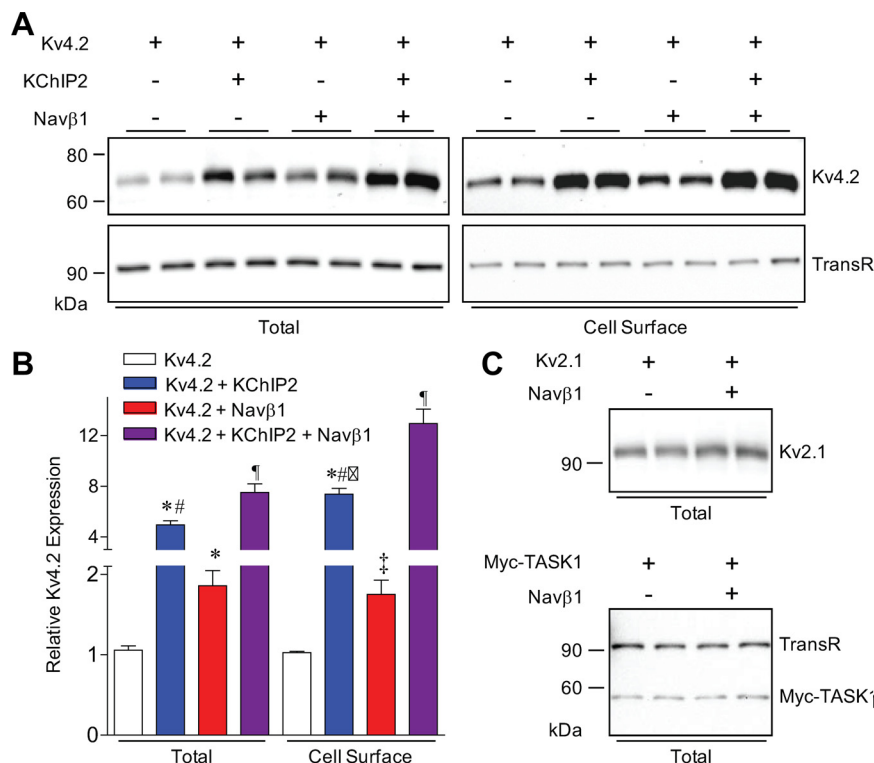 A
Kv4.2 + + + + + + + +
KChIP2 - + - + - + - +
Navβ1 - - + + - - + +
80
60
Kv4.2
90
TransR
kDa
Total Cell Surface
B
Kv4.2
Kv4.2 + KChIP2
Kv4.2 + Navβ1
Kv4.2 + KChIP2 + Navβ1
Relative Kv4.2 Expression
12
8
4
2
1
0
*# * ¶ *#☒ ‡ ¶
Total Cell Surface
C
Kv2.1 + +
Navβ1 - +
90
Kv2.1
Total
Myc-TASK1 + +
Navβ1 - +
90
TransR
60
Myc-TASK1
kDa
Total